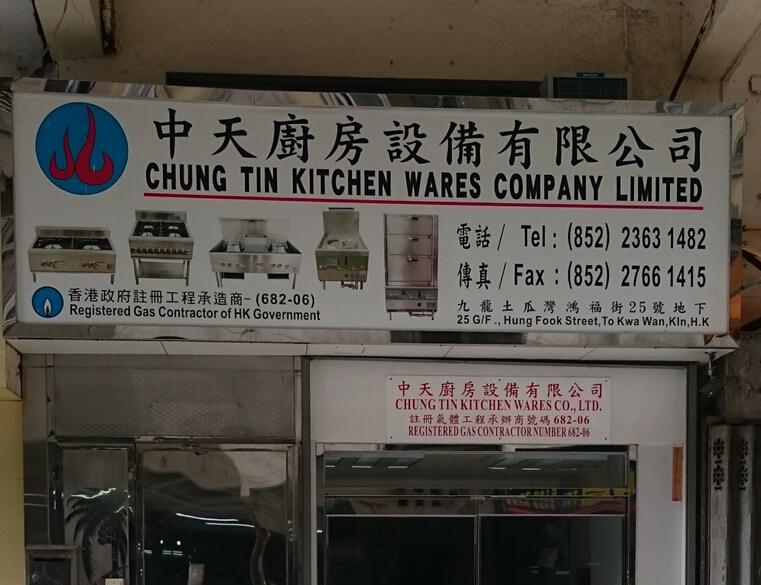 中天廚房設備有限公司
CHUNG TIN KITCHEN WARES COMPANY LIMITED
電話 / Tel : (852) 2363 1482
傳真 / Fax : (852) 2766 1415
香港政府註冊工程承造商- (682-06)
Registered Gas Contractor of HK Government
九龍土瓜灣鴻福街25號地下
25 G/F ., Hung Fook Street,To Kwa Wan,Kln,H.K
中天廚房設備有限公司
CHUNG TIN KITCHEN WARES CO., LTD.
註冊氣體工程承辦商號碼 682-06
REGISTERED GAS CONTRACTOR NUMBER 682-06